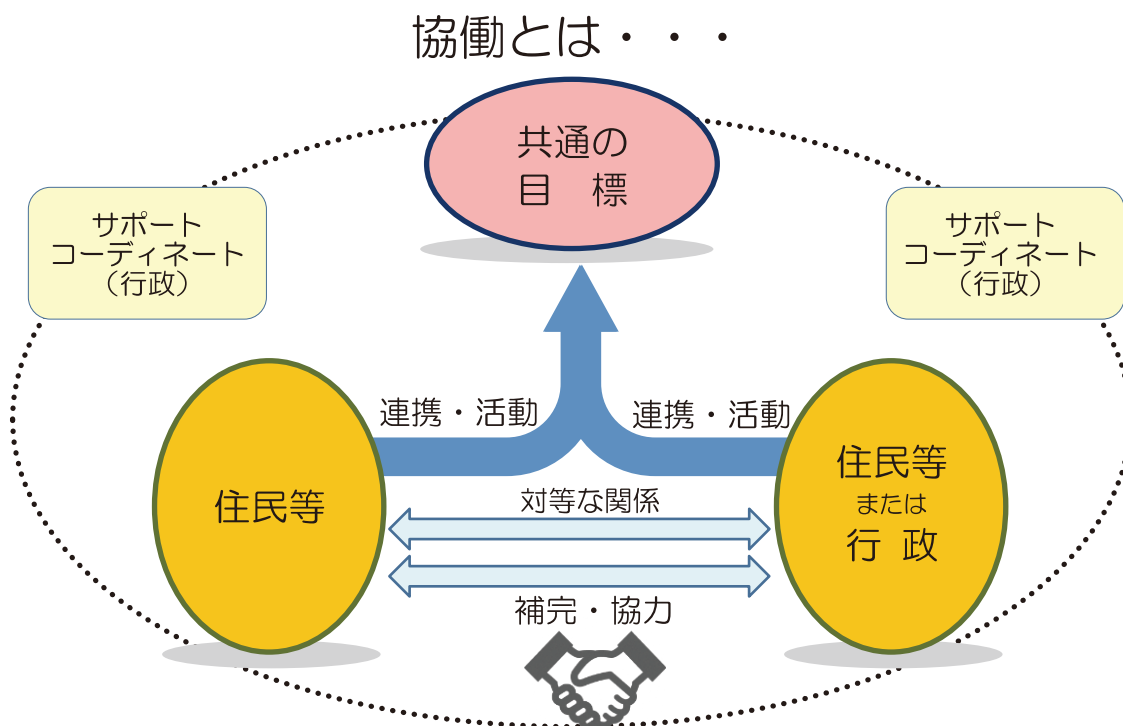 協働とは・・・
共通の
目　標
サポート
コーディネート
（行政）
サポート
コーディネート
（行政）
連携・活動
連携・活動
住民等
対等な関係
補完・協力
住民等
または
行 政